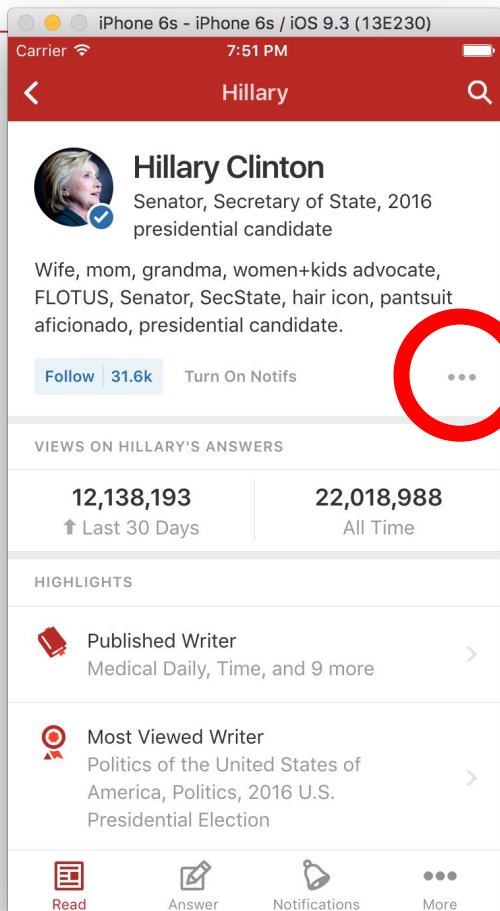 iPhone 6s - iPhone 6s / iOS 9.3 (13E230)
Carrier 7:51 PM
Hillary
Hillary Clinton
Senator, Secretary of State, 2016
presidential candidate
Wife, mom, grandma, women+kids advocate,
FLOTUS, Senator, SecState, hair icon, pantsuit
aficionado, presidential candidate.
Follow 31.6k Turn On Notifs
VIEWS ON HILLARY'S ANSWERS
12,138,193 22,018,988
Last 30 Days All Time
HIGHLIGHTS
Published Writer
Medical Daily, Time, and 9 more
Most Viewed Writer
Politics of the United States of
America, Politics, 2016 U.S.
Presidential Election
Read Answer Notifications More